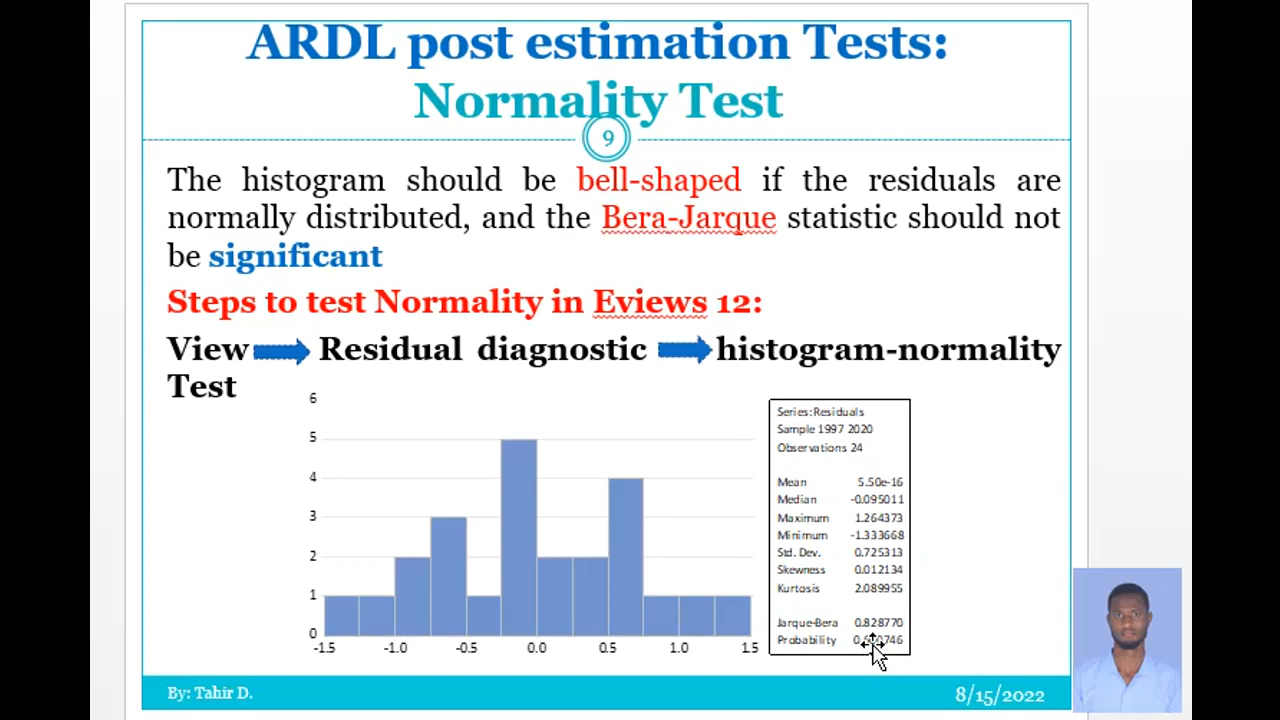 ARDL post estimation Tests:
Normality Test
9
The histogram should be bell-shaped if the residuals are
normally distributed, and the Bera-Jarque statistic should not
be significant
Steps to test Normality in Eviews 12:
View Residual diagnostic histogram-normality
Test
6
5
4
3
2
1
0
-1.5 -1.0 -0.5 0.0 0.5 1.0 1.5
Series: Residuals
Sample 1997 2020
Observations 24
Mean 5.50e-16
Median -0.095011
Maximum 1.264373
Minimum -1.333668
Std. Dev. 0.725313
Skewness 0.012134
Kurtosis 2.089955
Jarque-Bera 0.828770
Probability
By: Tahir D.
8/15/2022